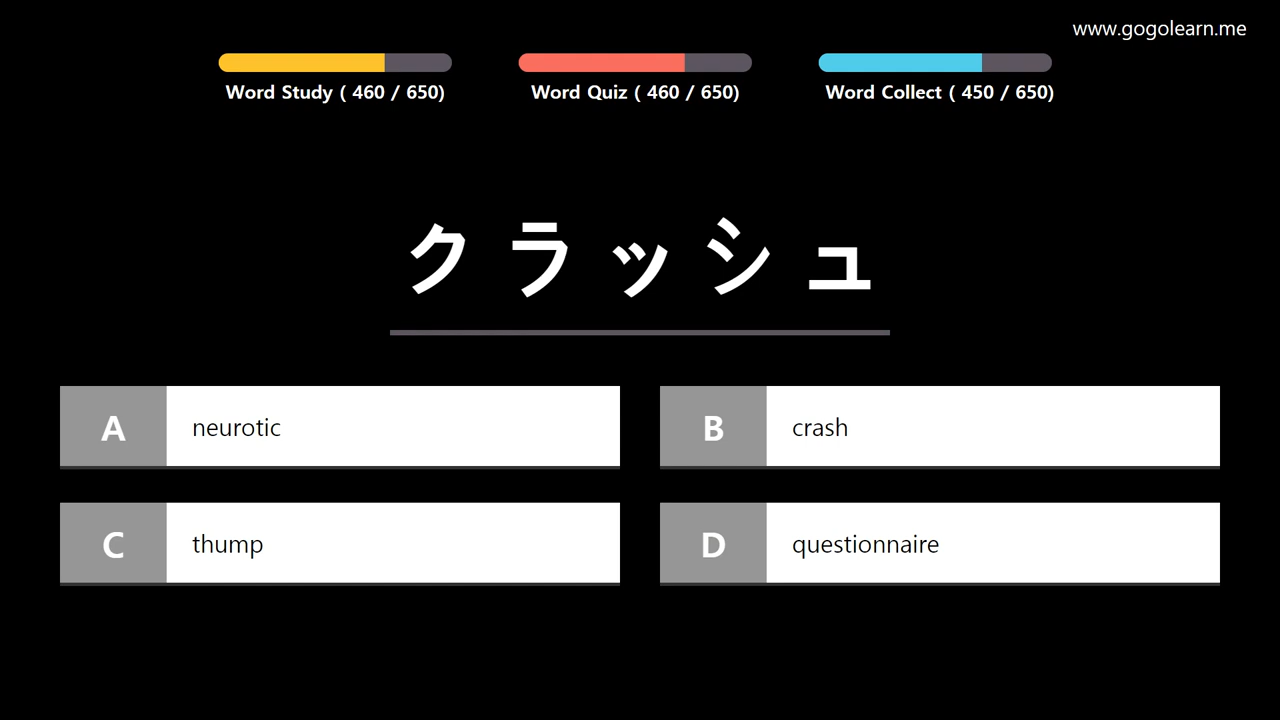 www.gogolearn.me
Word Study ( 460 / 650)
Word Quiz ( 460 / 650)
Word Collect ( 450 / 650)
クラッシュ
A neurotic
B crash
C thump
D questionnaire